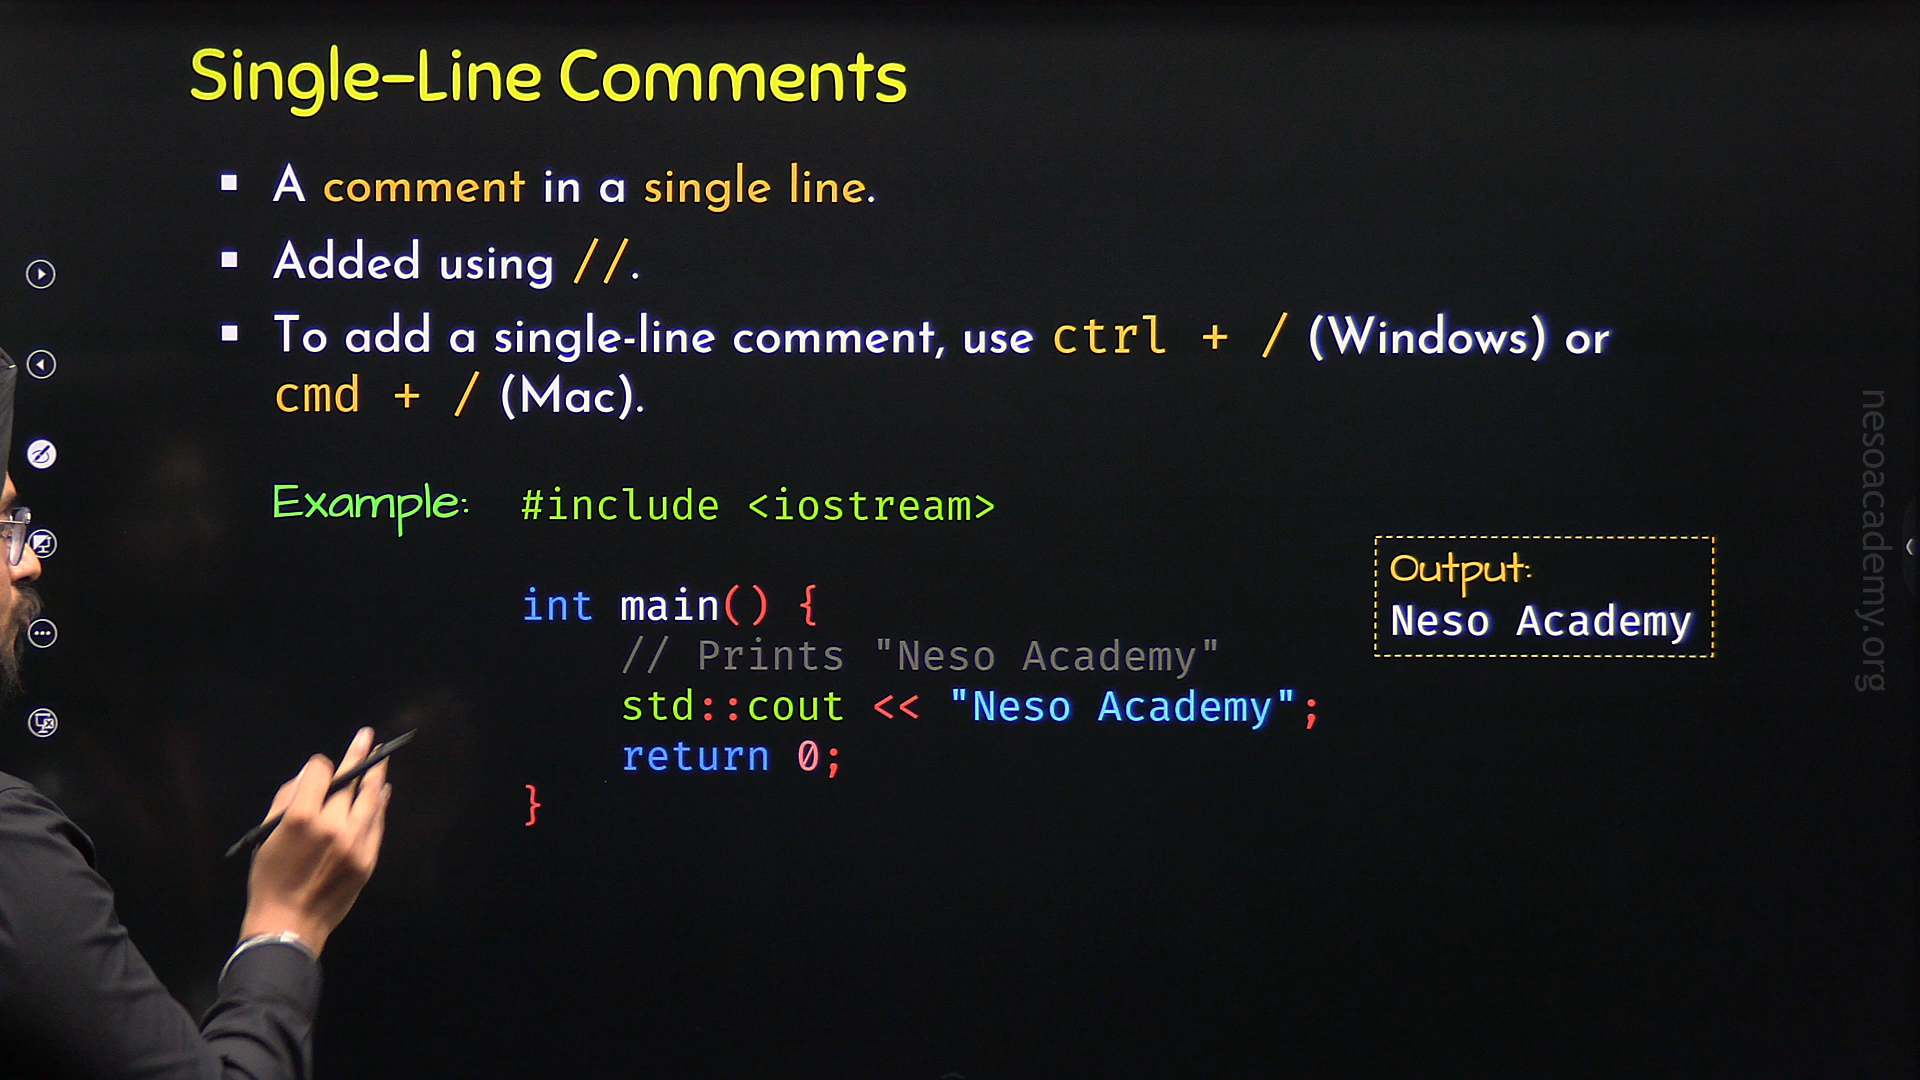 Single-Line Comments
A comment in a single line.
Added using //.
To add a single-line comment, use ctrl + / (Windows) or
cmd + / (Mac).
Example:
#include <iostream>
int main() {
// Prints "Neso Academy"
std::cout << "Neso Academy";
return 0;
}
Output:
Neso Academy
nesoacademy.org